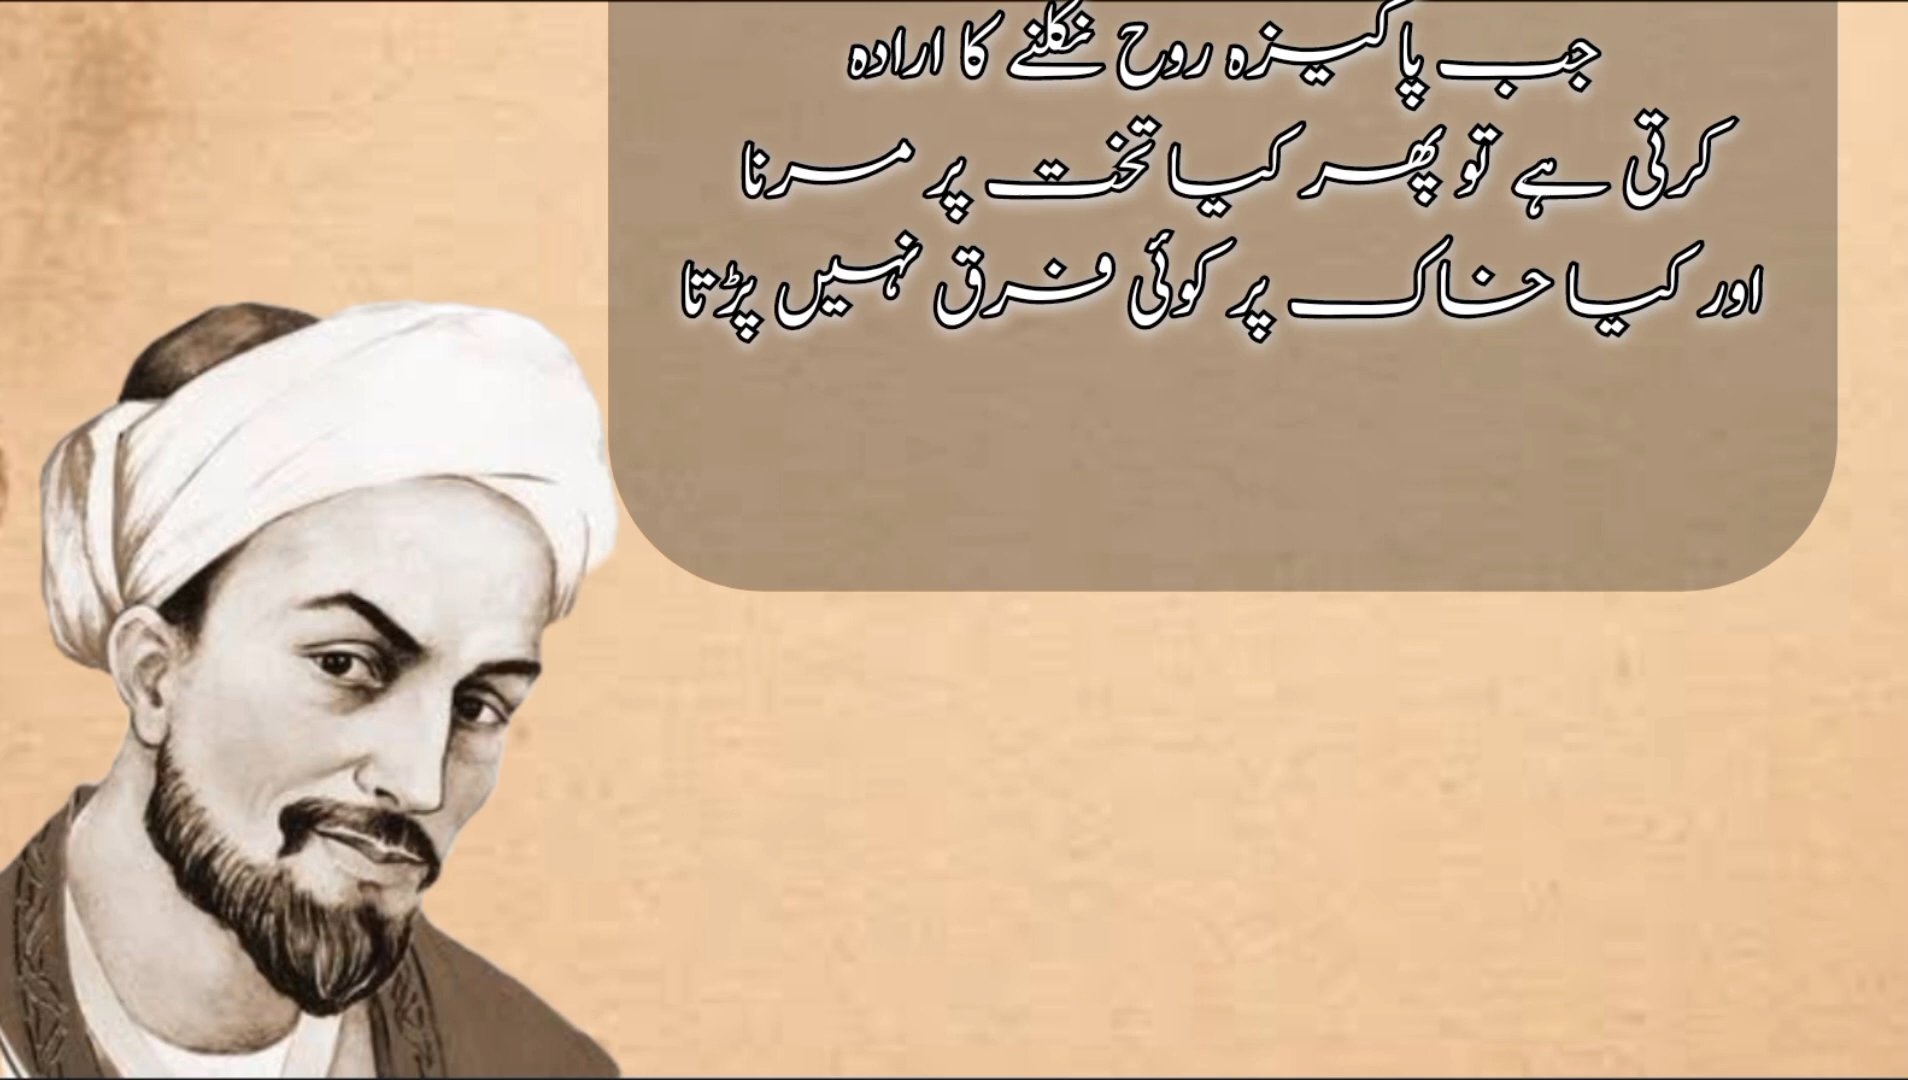 جب پاکیزہ روح نکلنے کا ارادہ
کرتی ہے تو پھر کیا تخت پر مرنا
اور کیا خاک پر کوئی فرق نہیں پڑتا